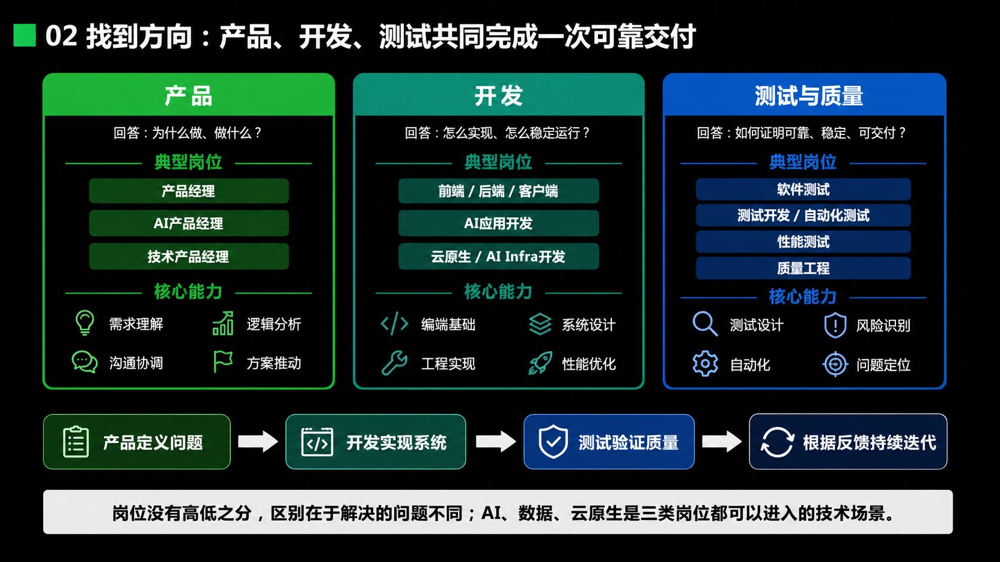 02 找到方向：产品、开发、测试共同完成一次可靠交付
产品
回答：为什么做、做什么？
典型岗位
产品经理
AI产品经理
技术产品经理
核心能力
需求理解
逻辑分析
沟通协调
方案推动
开发
回答：怎么实现、怎么稳定运行？
典型岗位
前端 / 后端 / 客户端
AI应用开发
云原生 / AI Infra开发
核心能力
编端基础
系统设计
工程实现
性能优化
测试与质量
回答：如何证明可靠、稳定、可交付？
典型岗位
软件测试
测试开发 / 自动化测试
性能测试
质量工程
核心能力
测试设计
风险识别
自动化
问题定位
产品定义问题
开发实现系统
测试验证质量
根据反馈持续迭代
岗位没有高低之分，区别在于解决的问题不同；AI、数据、云原生是三类岗位都可以进入的技术场景。